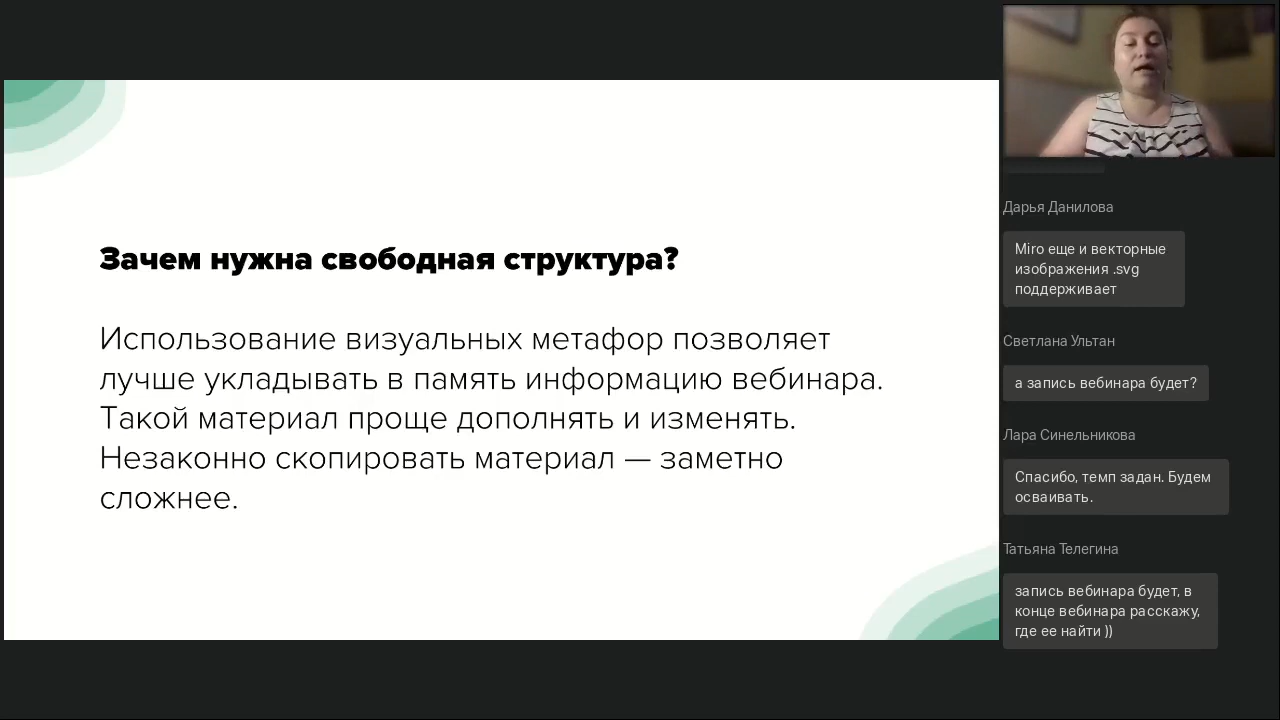 Зачем нужна свободная структура?
Использование визуальных метафор позволяет
лучше укладывать в память информацию вебинара.
Такой материал проще дополнять и изменять.
Незаконно скопировать материал — заметно
сложнее.
Дарья Данилова
Miro еще и векторные
изображения .svg
поддерживает
Светлана Ультан
а запись вебинара будет?
Лара Синельникова
Спасибо, темп задан. Будем
осваивать.
Татьяна Телегина
запись вебинара будет, в
конце вебинара расскажу,
где ее найти ))